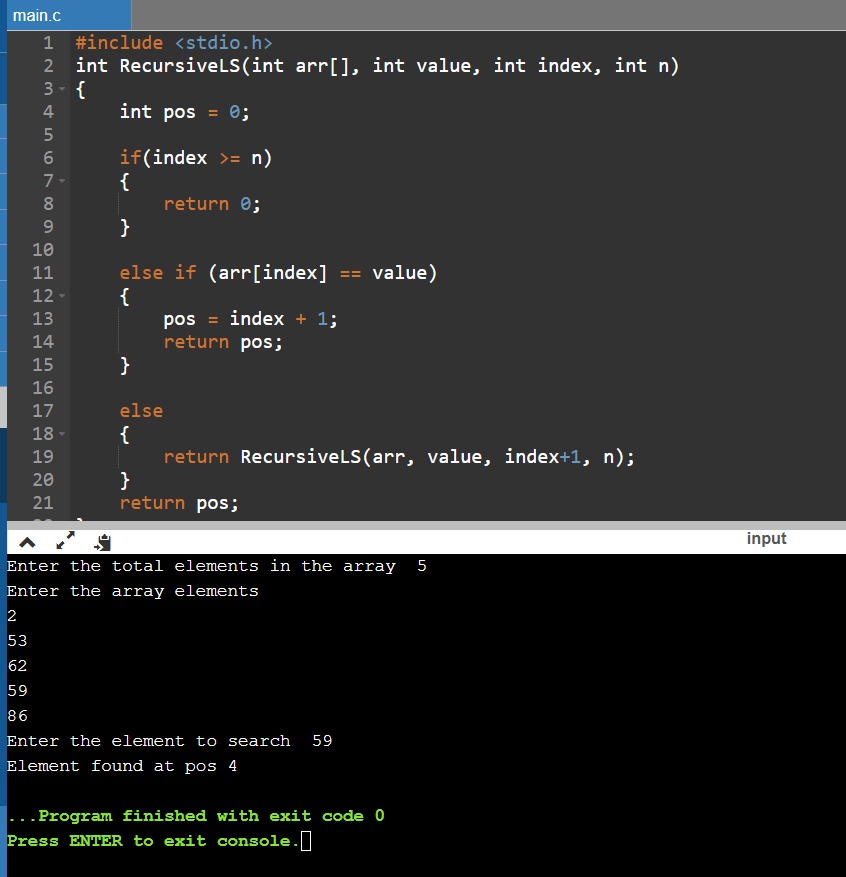 main.c
1 #include <stdio.h>
2 int RecursiveLS(int arr[], int value, int index, int n)
3 {
4     int pos = 0;
5
6     if(index >= n)
7     {
8         return 0;
9     }
10
11     else if (arr[index] == value)
12     {
13         pos = index + 1;
14         return pos;
15     }
16
17     else
18     {
19         return RecursiveLS(arr, value, index+1, n);
20     }
21     return pos;
input
Enter the total elements in the array  5
Enter the array elements
2
53
62
59
86
Enter the element to search  59
Element found at pos 4
...Program finished with exit code 0
Press ENTER to exit console.